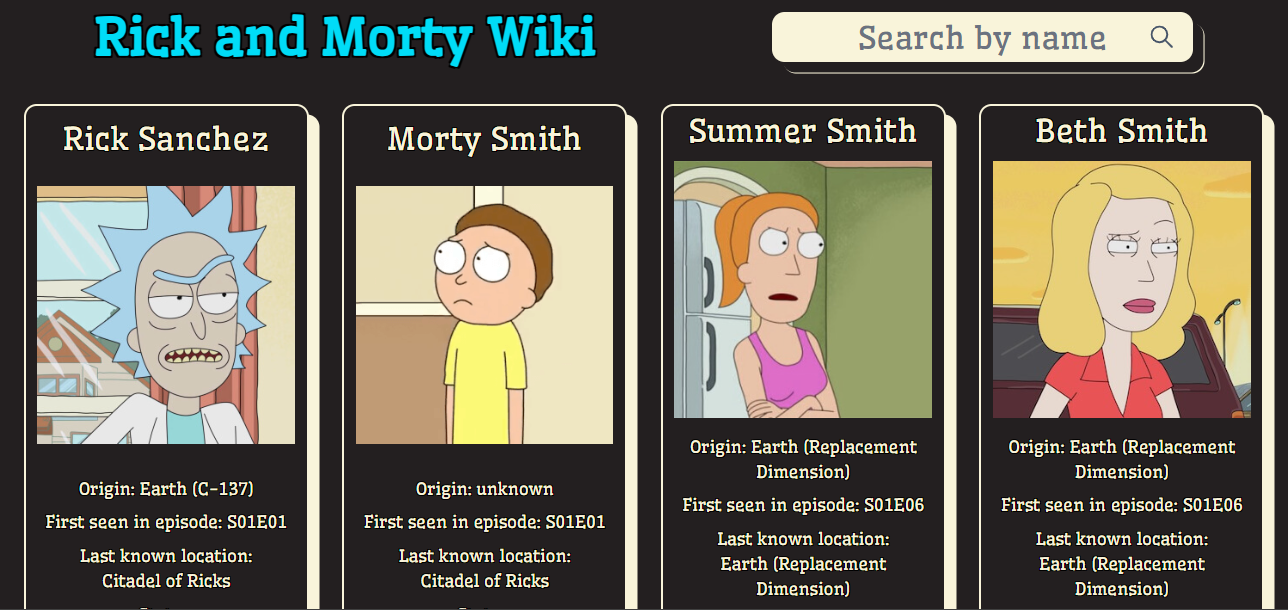 Rick and Morty Wiki
Search by name
Rick Sanchez
Origin: Earth (C-137)
First seen in episode: S01E01
Last known location:
Citadel of Ricks
Morty Smith
Origin: unknown
First seen in episode: S01E01
Last known location:
Citadel of Ricks
Summer Smith
Origin: Earth (Replacement
Dimension)
First seen in episode: S01E06
Last known location:
Earth (Replacement
Dimension)
Beth Smith
Origin: Earth (Replacement
Dimension)
First seen in episode: S01E06
Last known location:
Earth (Replacement
Dimension)